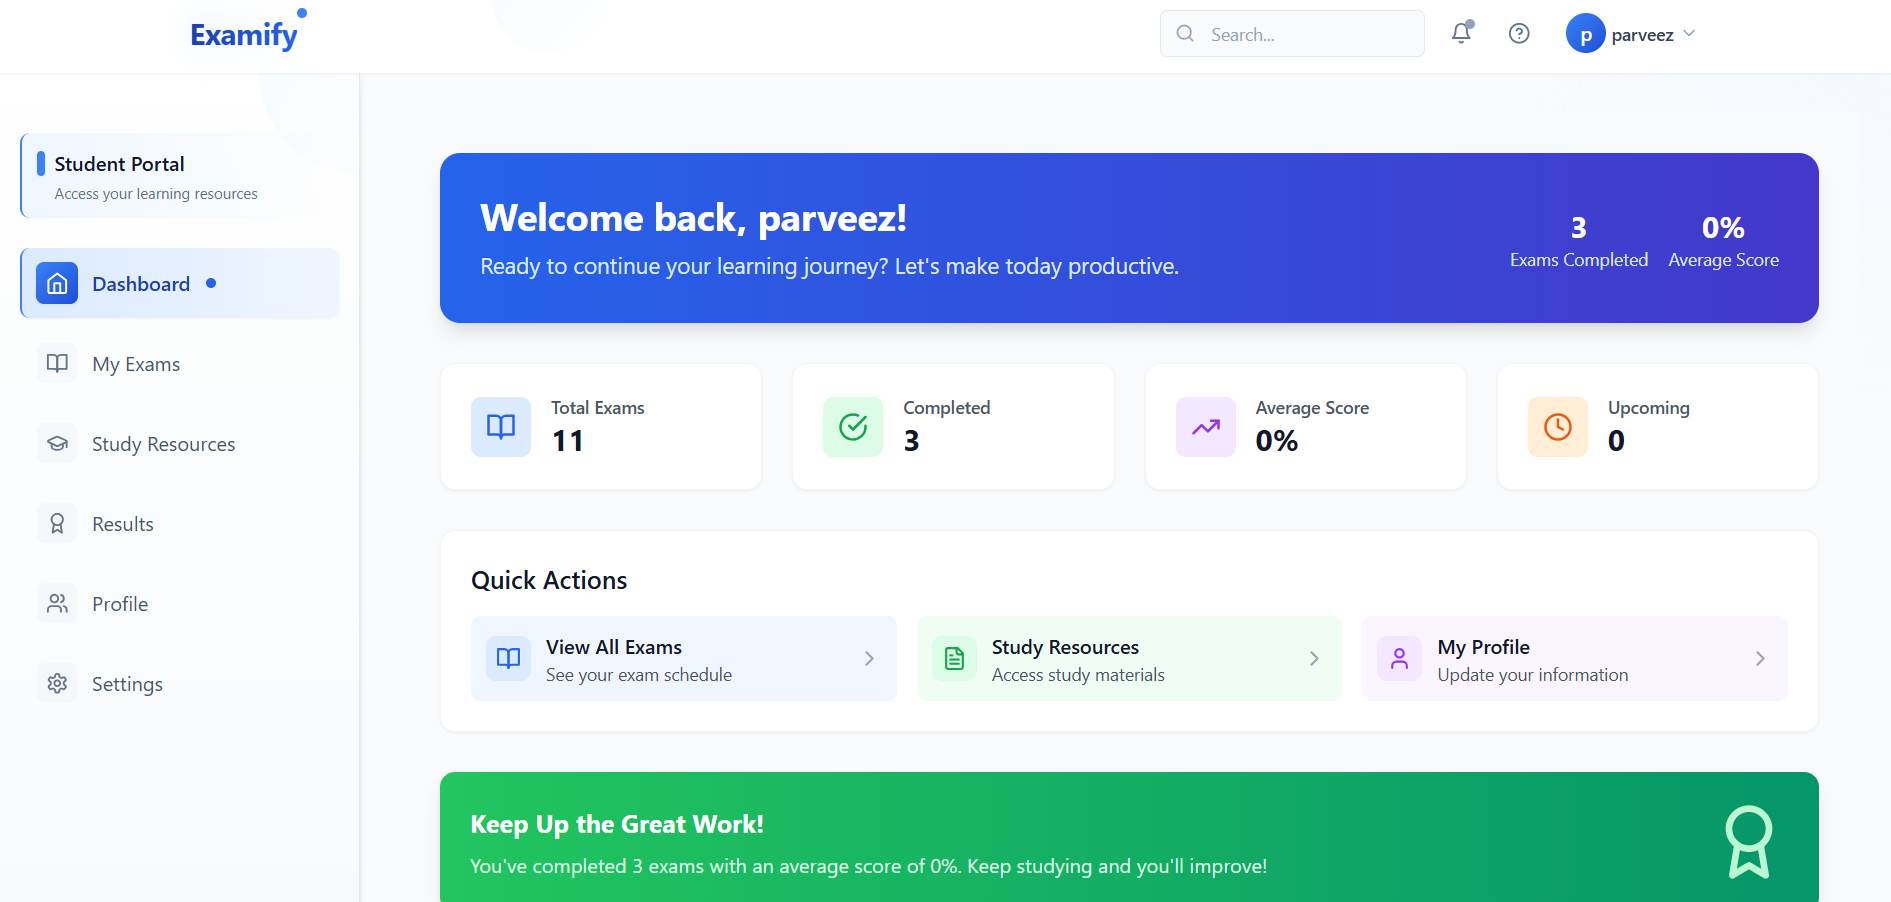 Examify
Search...
p
parveez
Student Portal
Access your learning resources
Dashboard
My Exams
Study Resources
Results
Profile
Settings
Welcome back, parveez!
Ready to continue your learning journey? Let's make today productive.
3
Exams Completed
0%
Average Score
Total Exams
11
Completed
3
Average Score
0%
Upcoming
0
Quick Actions
View All Exams
See your exam schedule
Study Resources
Access study materials
My Profile
Update your information
Keep Up the Great Work!
You've completed 3 exams with an average score of 0%. Keep studying and you'll improve!